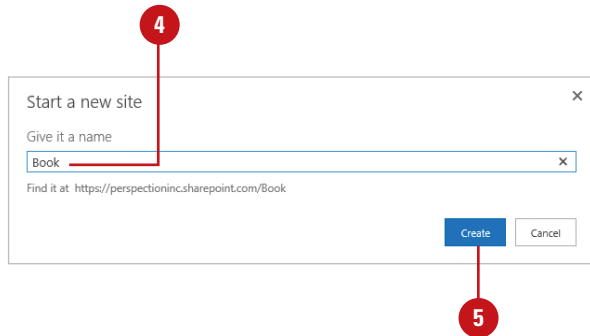 4
Start a new site
Give it a name
Book
Find it at https://perspectioninc.sharepoint.com/Book
Create Cancel
5